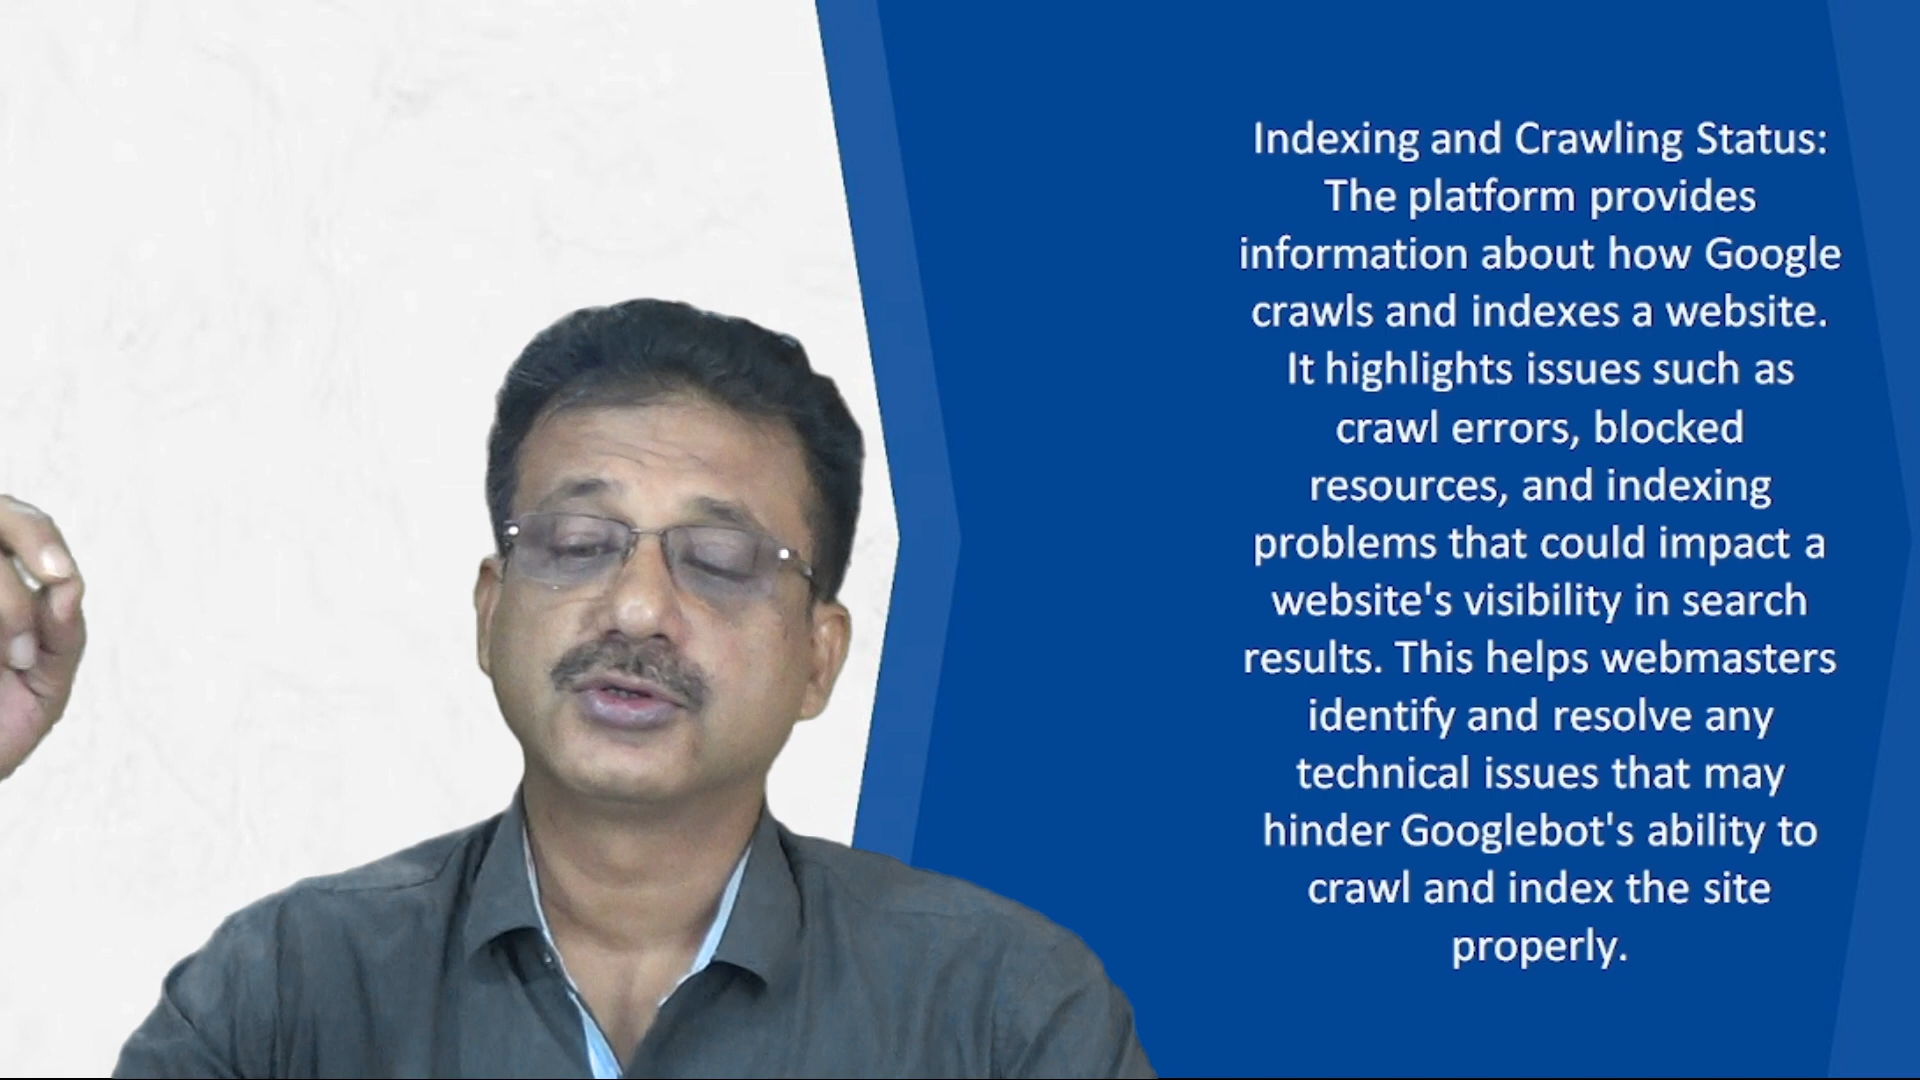 Indexing and Crawling Status:
The platform provides
information about how Google
crawls and indexes a website.
It highlights issues such as
crawl errors, blocked
resources, and indexing
problems that could impact a
website's visibility in search
results. This helps webmasters
identify and resolve any
technical issues that may
hinder Googlebot's ability to
crawl and index the site
properly.